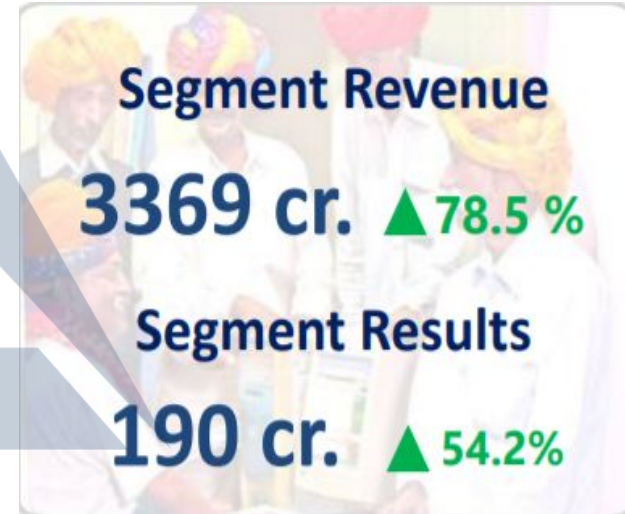 Segment Revenue
3369 cr. ▲78.5 %
Segment Results
190 cr. ▲ 54.2%